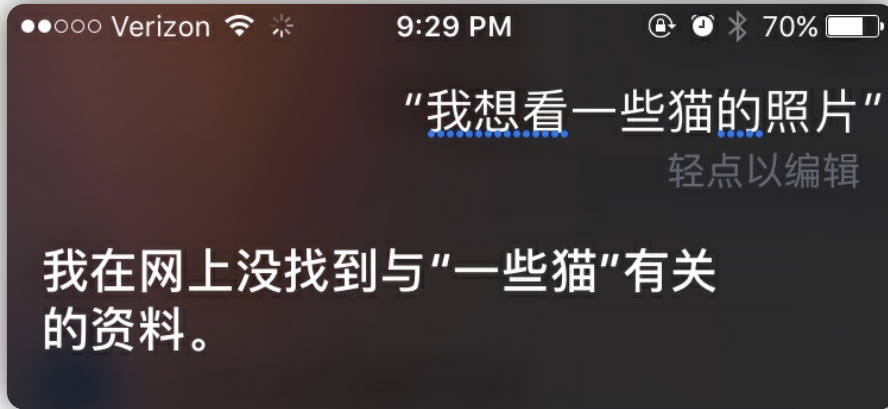 Verizon 9:29 PM 70%
“我想看一些猫的照片”
轻点以编辑
我在网上没找到与“一些猫”有关
的资料。